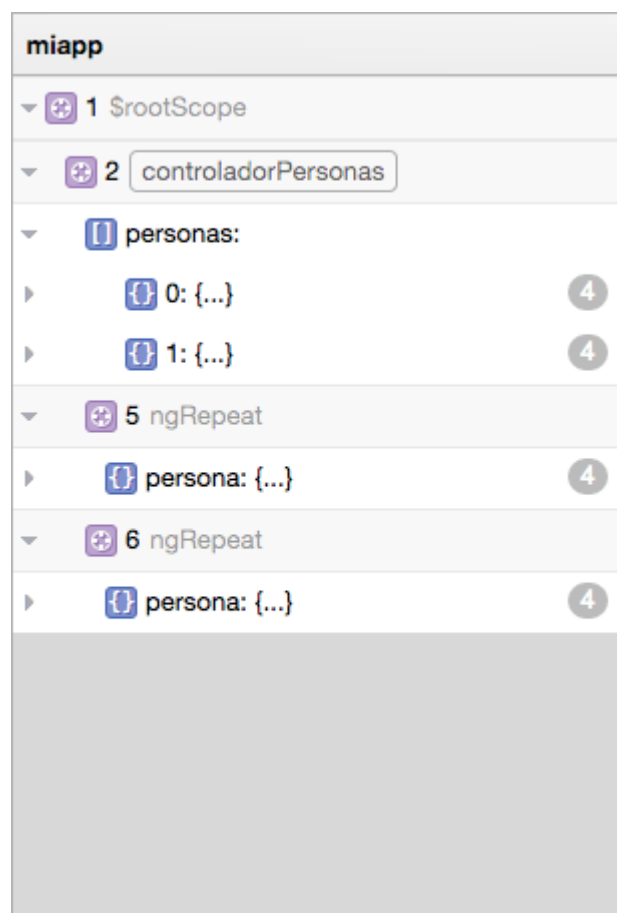 miapp
1 $rootScope
2 controladorPersonas
[] personas:
{} 0: {...} 4
{} 1: {...} 4
5 ngRepeat
{} persona: {...} 4
6 ngRepeat
{} persona: {...} 4